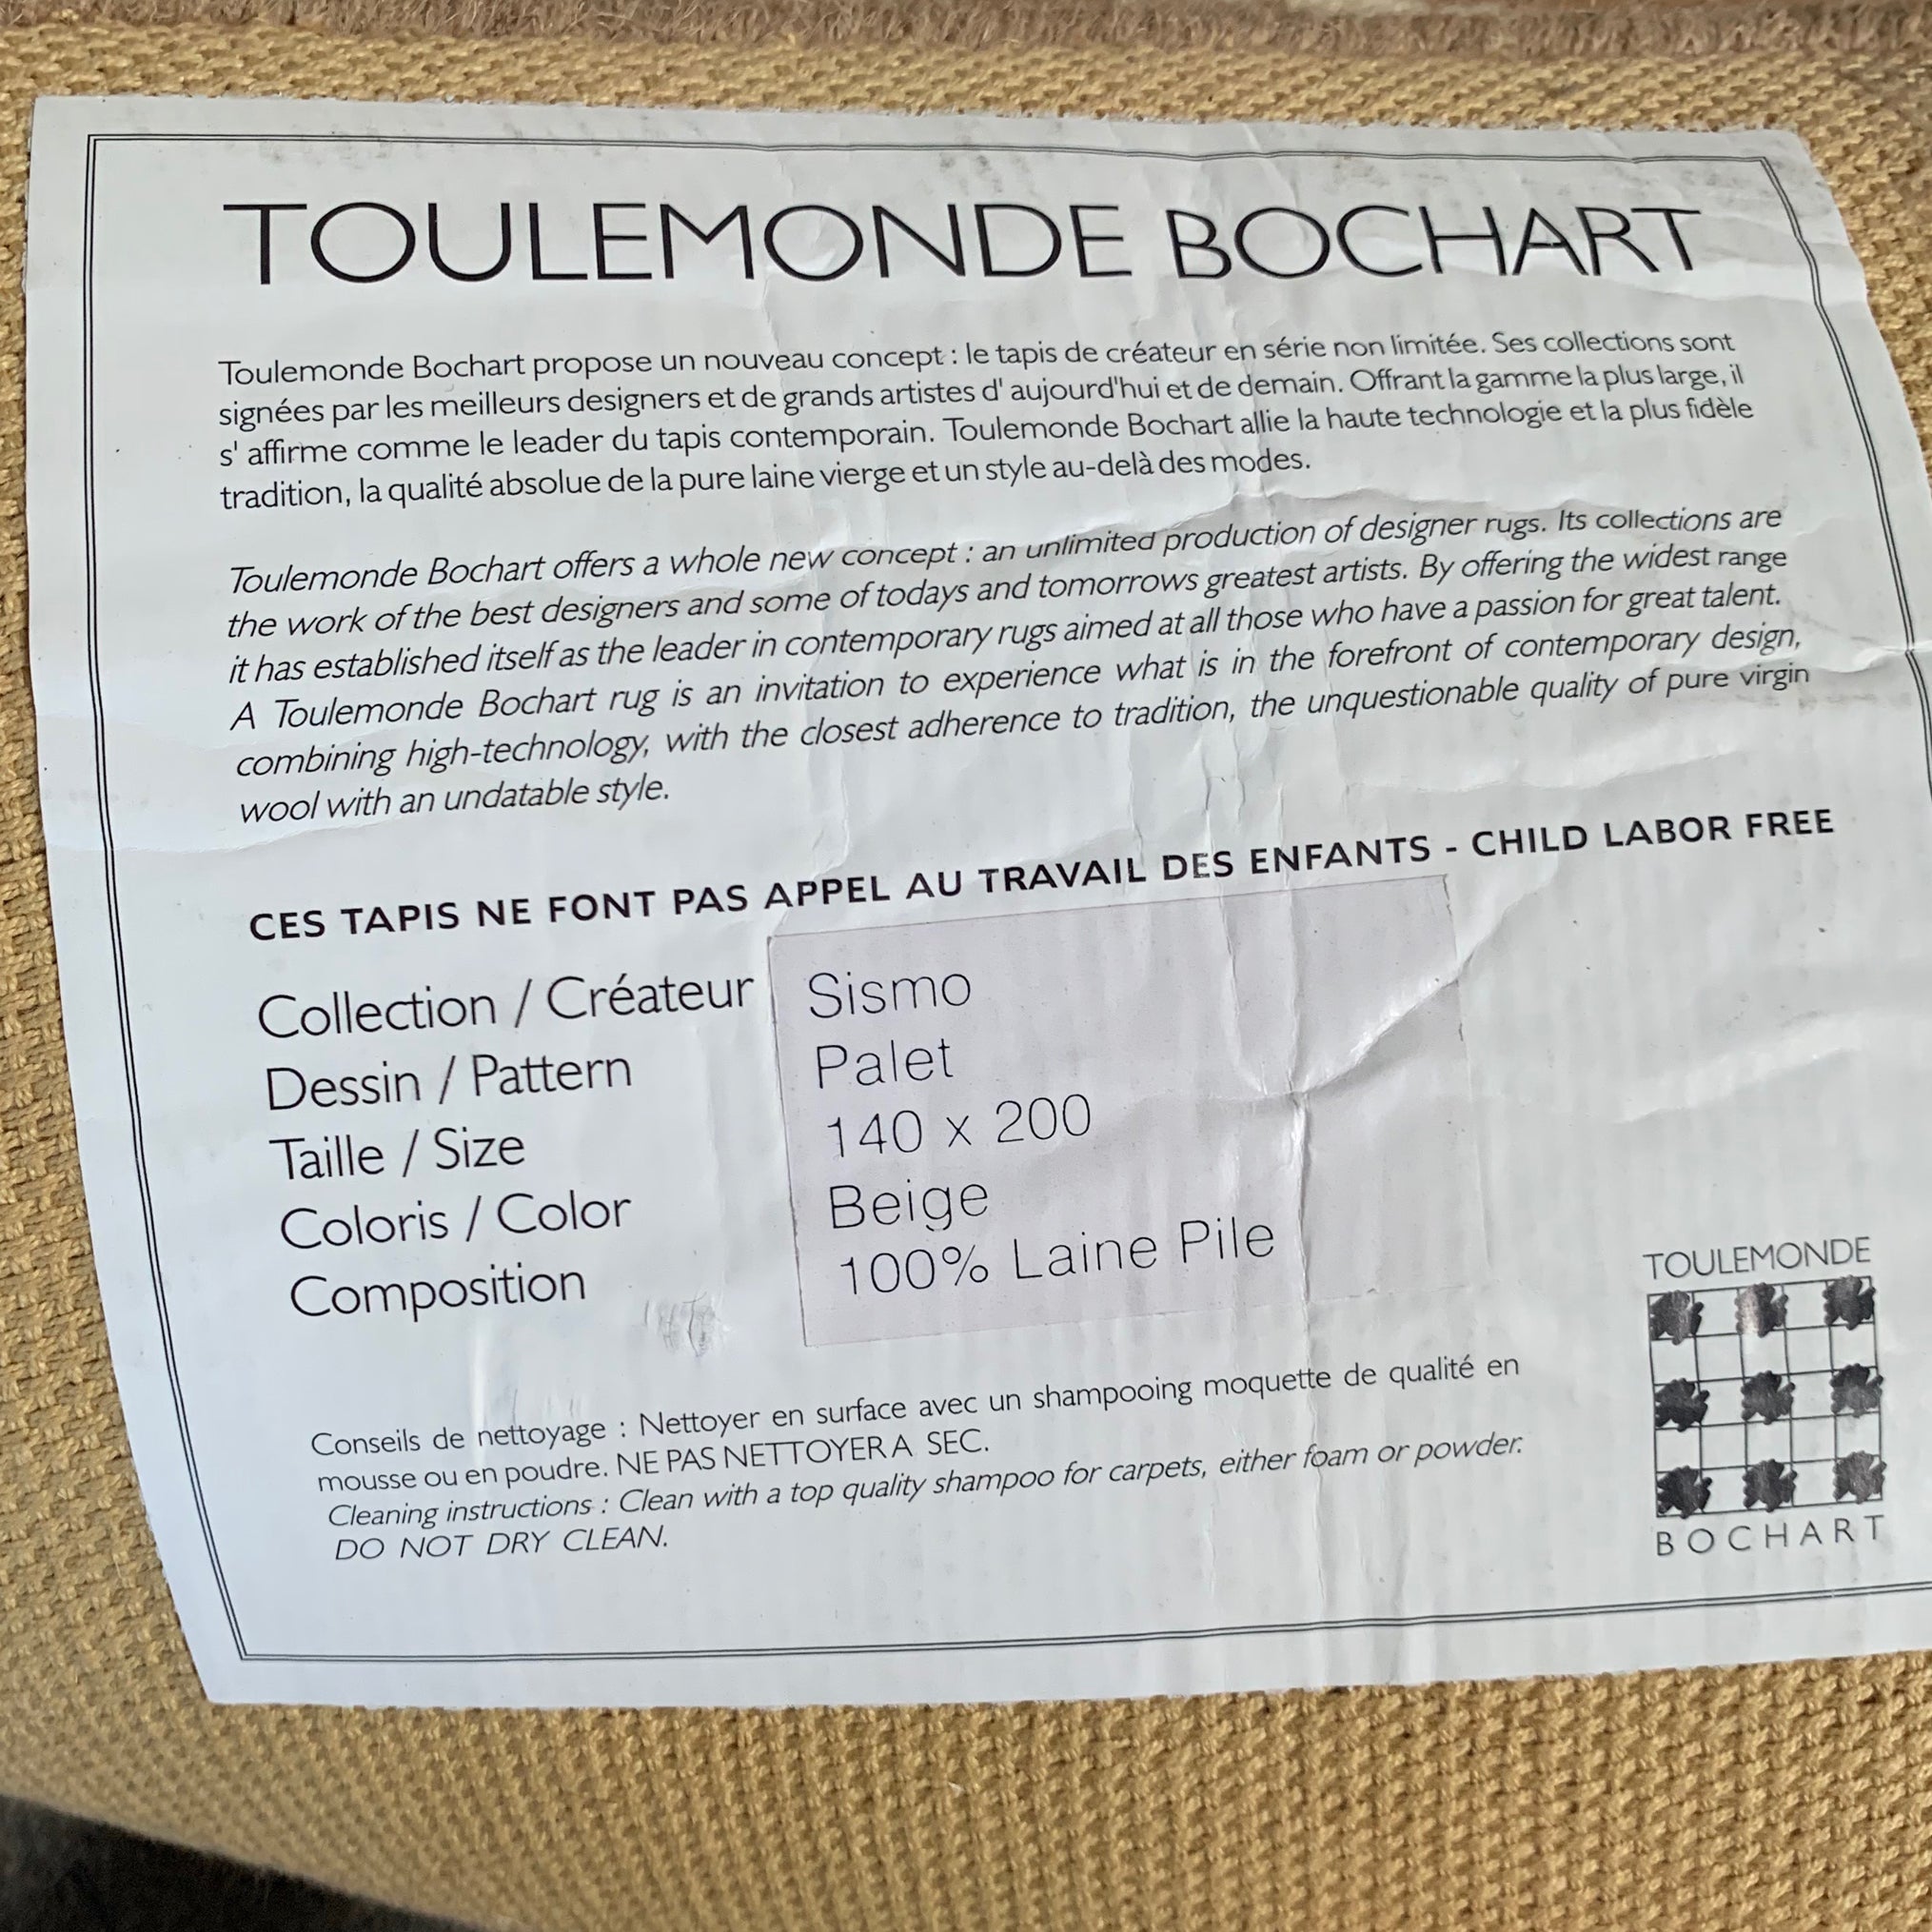 TOULEMONDE BOCHART
Toulemonde Bochart propose un nouveau concept : le tapis de créateur en série non limitée. Ses collections sont
signées par les meilleurs designers et de grands artistes d' aujourd'hui et de demain. Offrant la gamme la plus large, il
s' affirme comme le leader du tapis contemporain. Toulemonde Bochart allie la haute technologie et la plus fidèle
tradition, la qualité absolue de la pure laine vierge et un style au-delà des modes.
Toulemonde Bochart offers a whole new concept : an unlimited production of designer rugs. Its collections are
the work of the best designers and some of todays and tomorrows greatest artists. By offering the widest range
it has established itself as the leader in contemporary rugs aimed at all those who have a passion for great talent.
A Toulemonde Bochart rug is an invitation to experience what is in the forefront of contemporary design,
combining high-technology, with the closest adherence to tradition, the unquestionable quality of pure virgin
wool with an undatable style.
CES TAPIS NE FONT PAS APPEL AU TRAVAIL DES ENFANTS - CHILD LABOR FREE
Collection / Créateur Sismo
Dessin / Pattern Palet
Taille / Size 140 x 200
Coloris / Color Beige
Composition 100% Laine Pile
Conseils de nettoyage : Nettoyer en surface avec un shampooing moquette de qualité en
mousse ou en poudre. NE PAS NETTOYER A SEC.
Cleaning instructions : Clean with a top quality shampoo for carpets, either foam or powder.
DO NOT DRY CLEAN.
TOULEMONDE
BOCHART